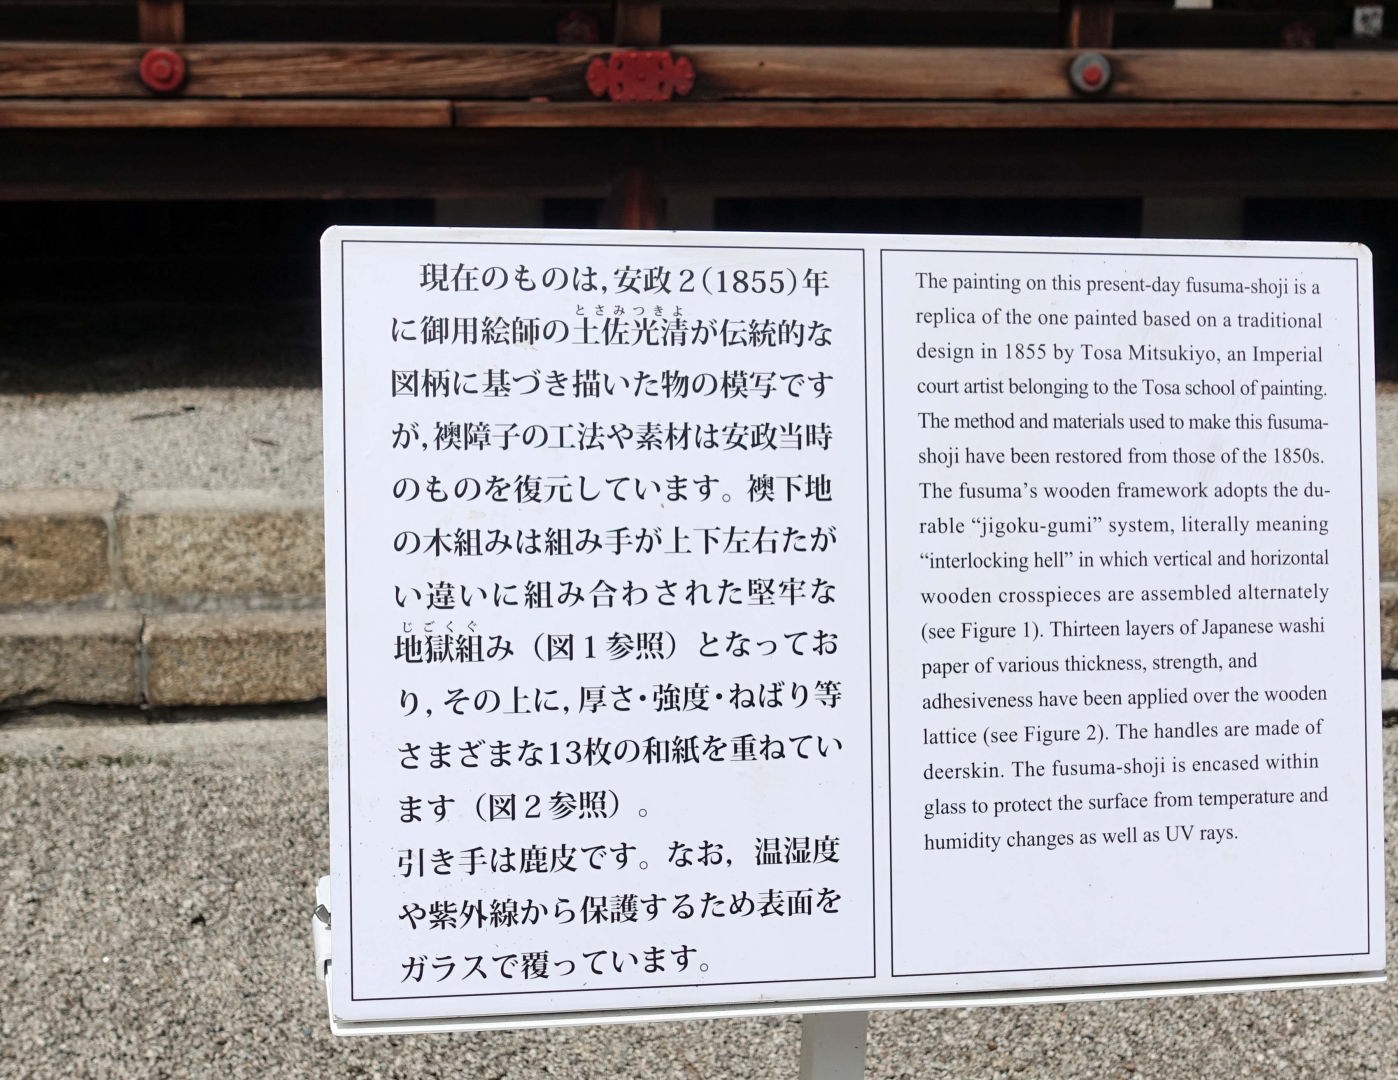 現在のものは,安政2(1855)年
とさみつきよ
に御用絵師の土佐光清が伝統的な
図柄に基づき描いた物の模写です
が,襖障子の工法や素材は安政当時
のものを復元しています。襖下地
の木組みは組み手が上下左右たが
い違いに組み合わされた堅牢な
じごくぐ
地獄組み（図1参照）となってお
り,その上に,厚さ・強度・ねばり等
さまざまな13枚の和紙を重ねてい
ます（図2参照）。
引き手は鹿皮です。なお,温湿度
や紫外線から保護するため表面を
ガラスで覆っています。
The painting on this present-day fusuma-shoji is a
replica of the one painted based on a traditional
design in 1855 by Tosa Mitsukiyo, an Imperial
court artist belonging to the Tosa school of painting.
The method and materials used to make this fusuma-
shoji have been restored from those of the 1850s.
The fusuma’s wooden framework adopts the du-
rable “jigoku-gumi” system, literally meaning
“interlocking hell” in which vertical and horizontal
wooden crosspieces are assembled alternately
(see Figure 1). Thirteen layers of Japanese washi
paper of various thickness, strength, and
adhesiveness have been applied over the wooden
lattice (see Figure 2). The handles are made of
deerskin. The fusuma-shoji is encased within
glass to protect the surface from temperature and
humidity changes as well as UV rays.